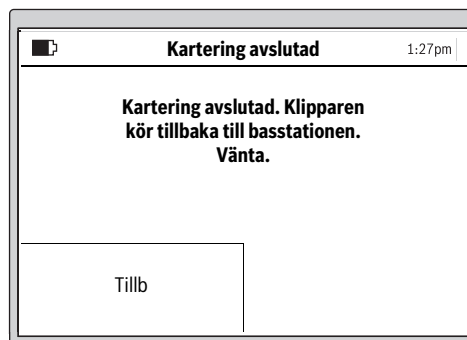 Kartering avslutad 1:27pm
Kartering avslutad. Klipparen
kör tillbaka till basstationen.
Vänta.
Tillb